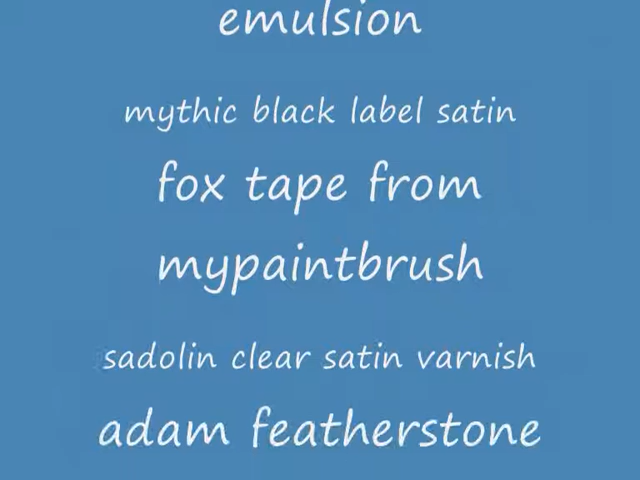 emulsion
mythic black label satin
fox tape from
mypaintbrush
sadolin clear satin varnish
adam featherstone